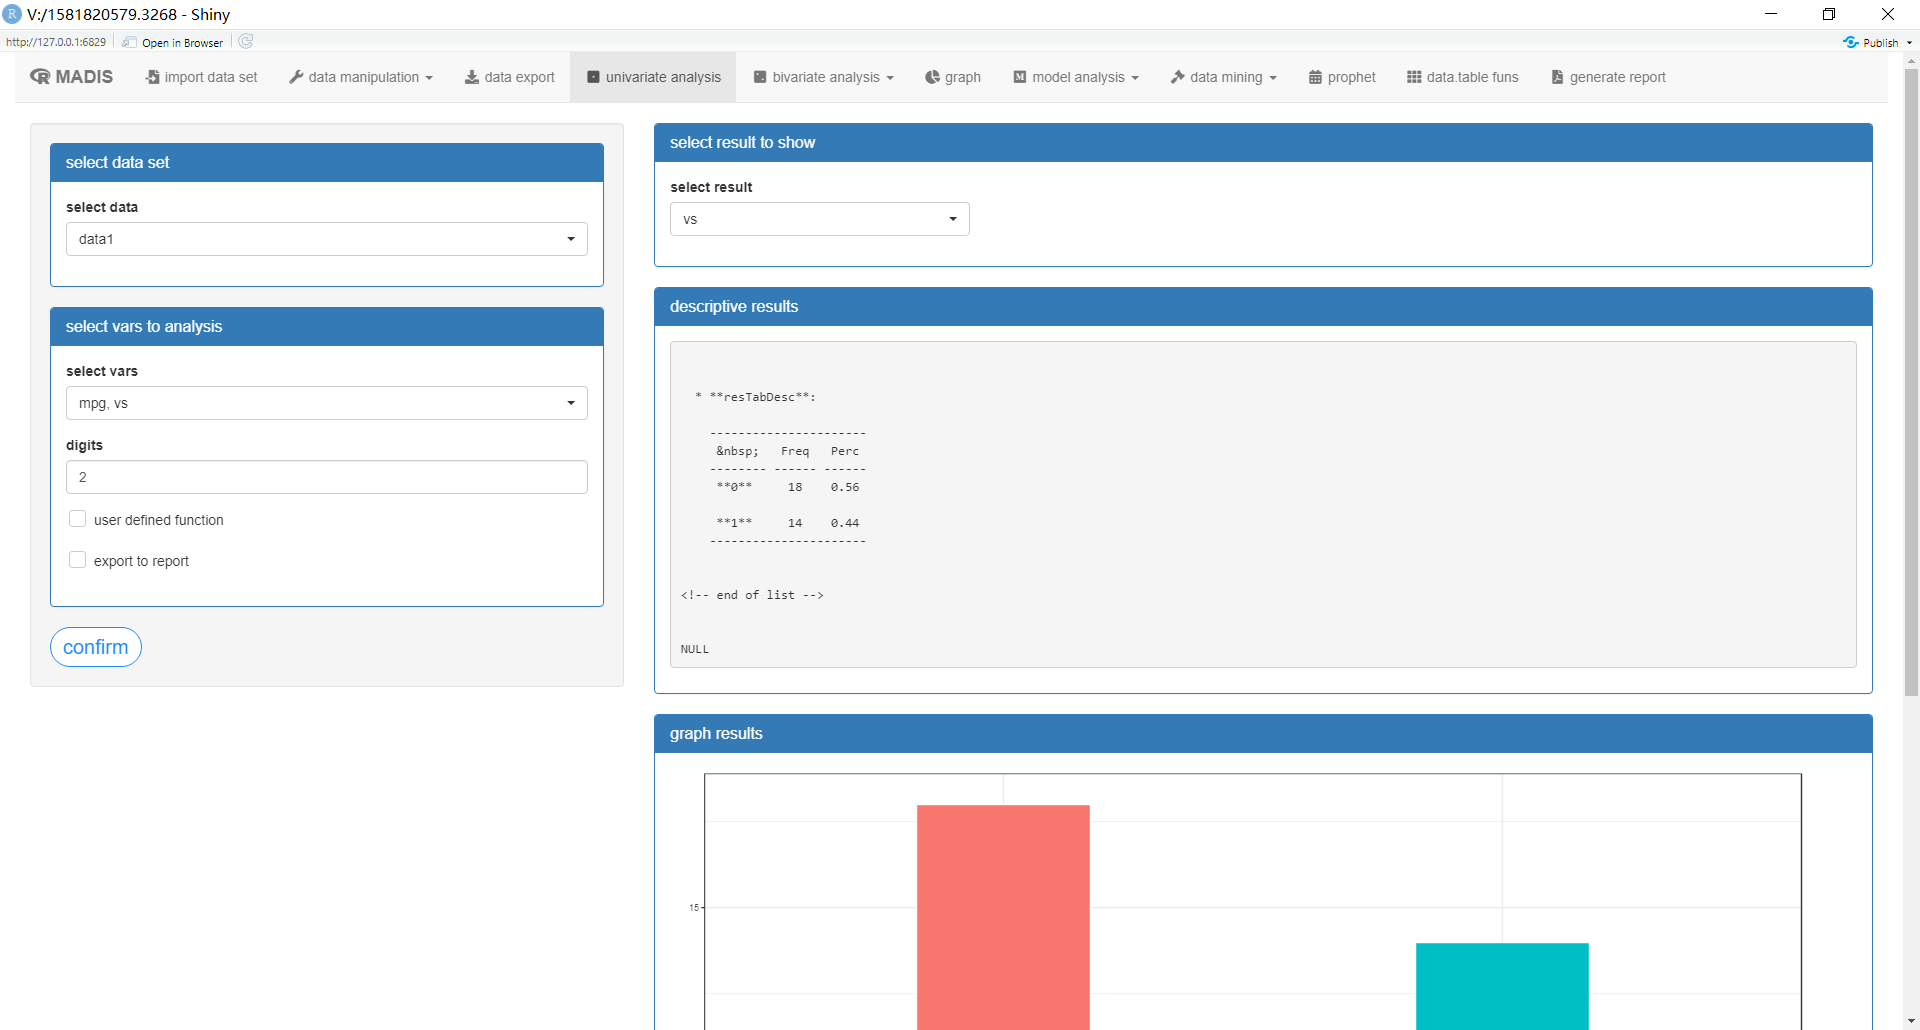 V:/1581820579.3268 - Shiny
http://127.0.0.1:6829 Open in Browser Publish
MADIS import data set data manipulation data export univariate analysis bivariate analysis graph model analysis data mining prophet data.table funs generate report
select data set
select data
data1
select vars to analysis
select vars
mpg, vs
digits
2
user defined function
export to report
confirm
select result to show
select result
vs
descriptive results
* **resTabDesc**:
----------------------
&nbsp; Freq Perc
-------- ------ ------
**0** 18 0.56
**1** 14 0.44
----------------------
<!-- end of list -->
NULL
graph results
15